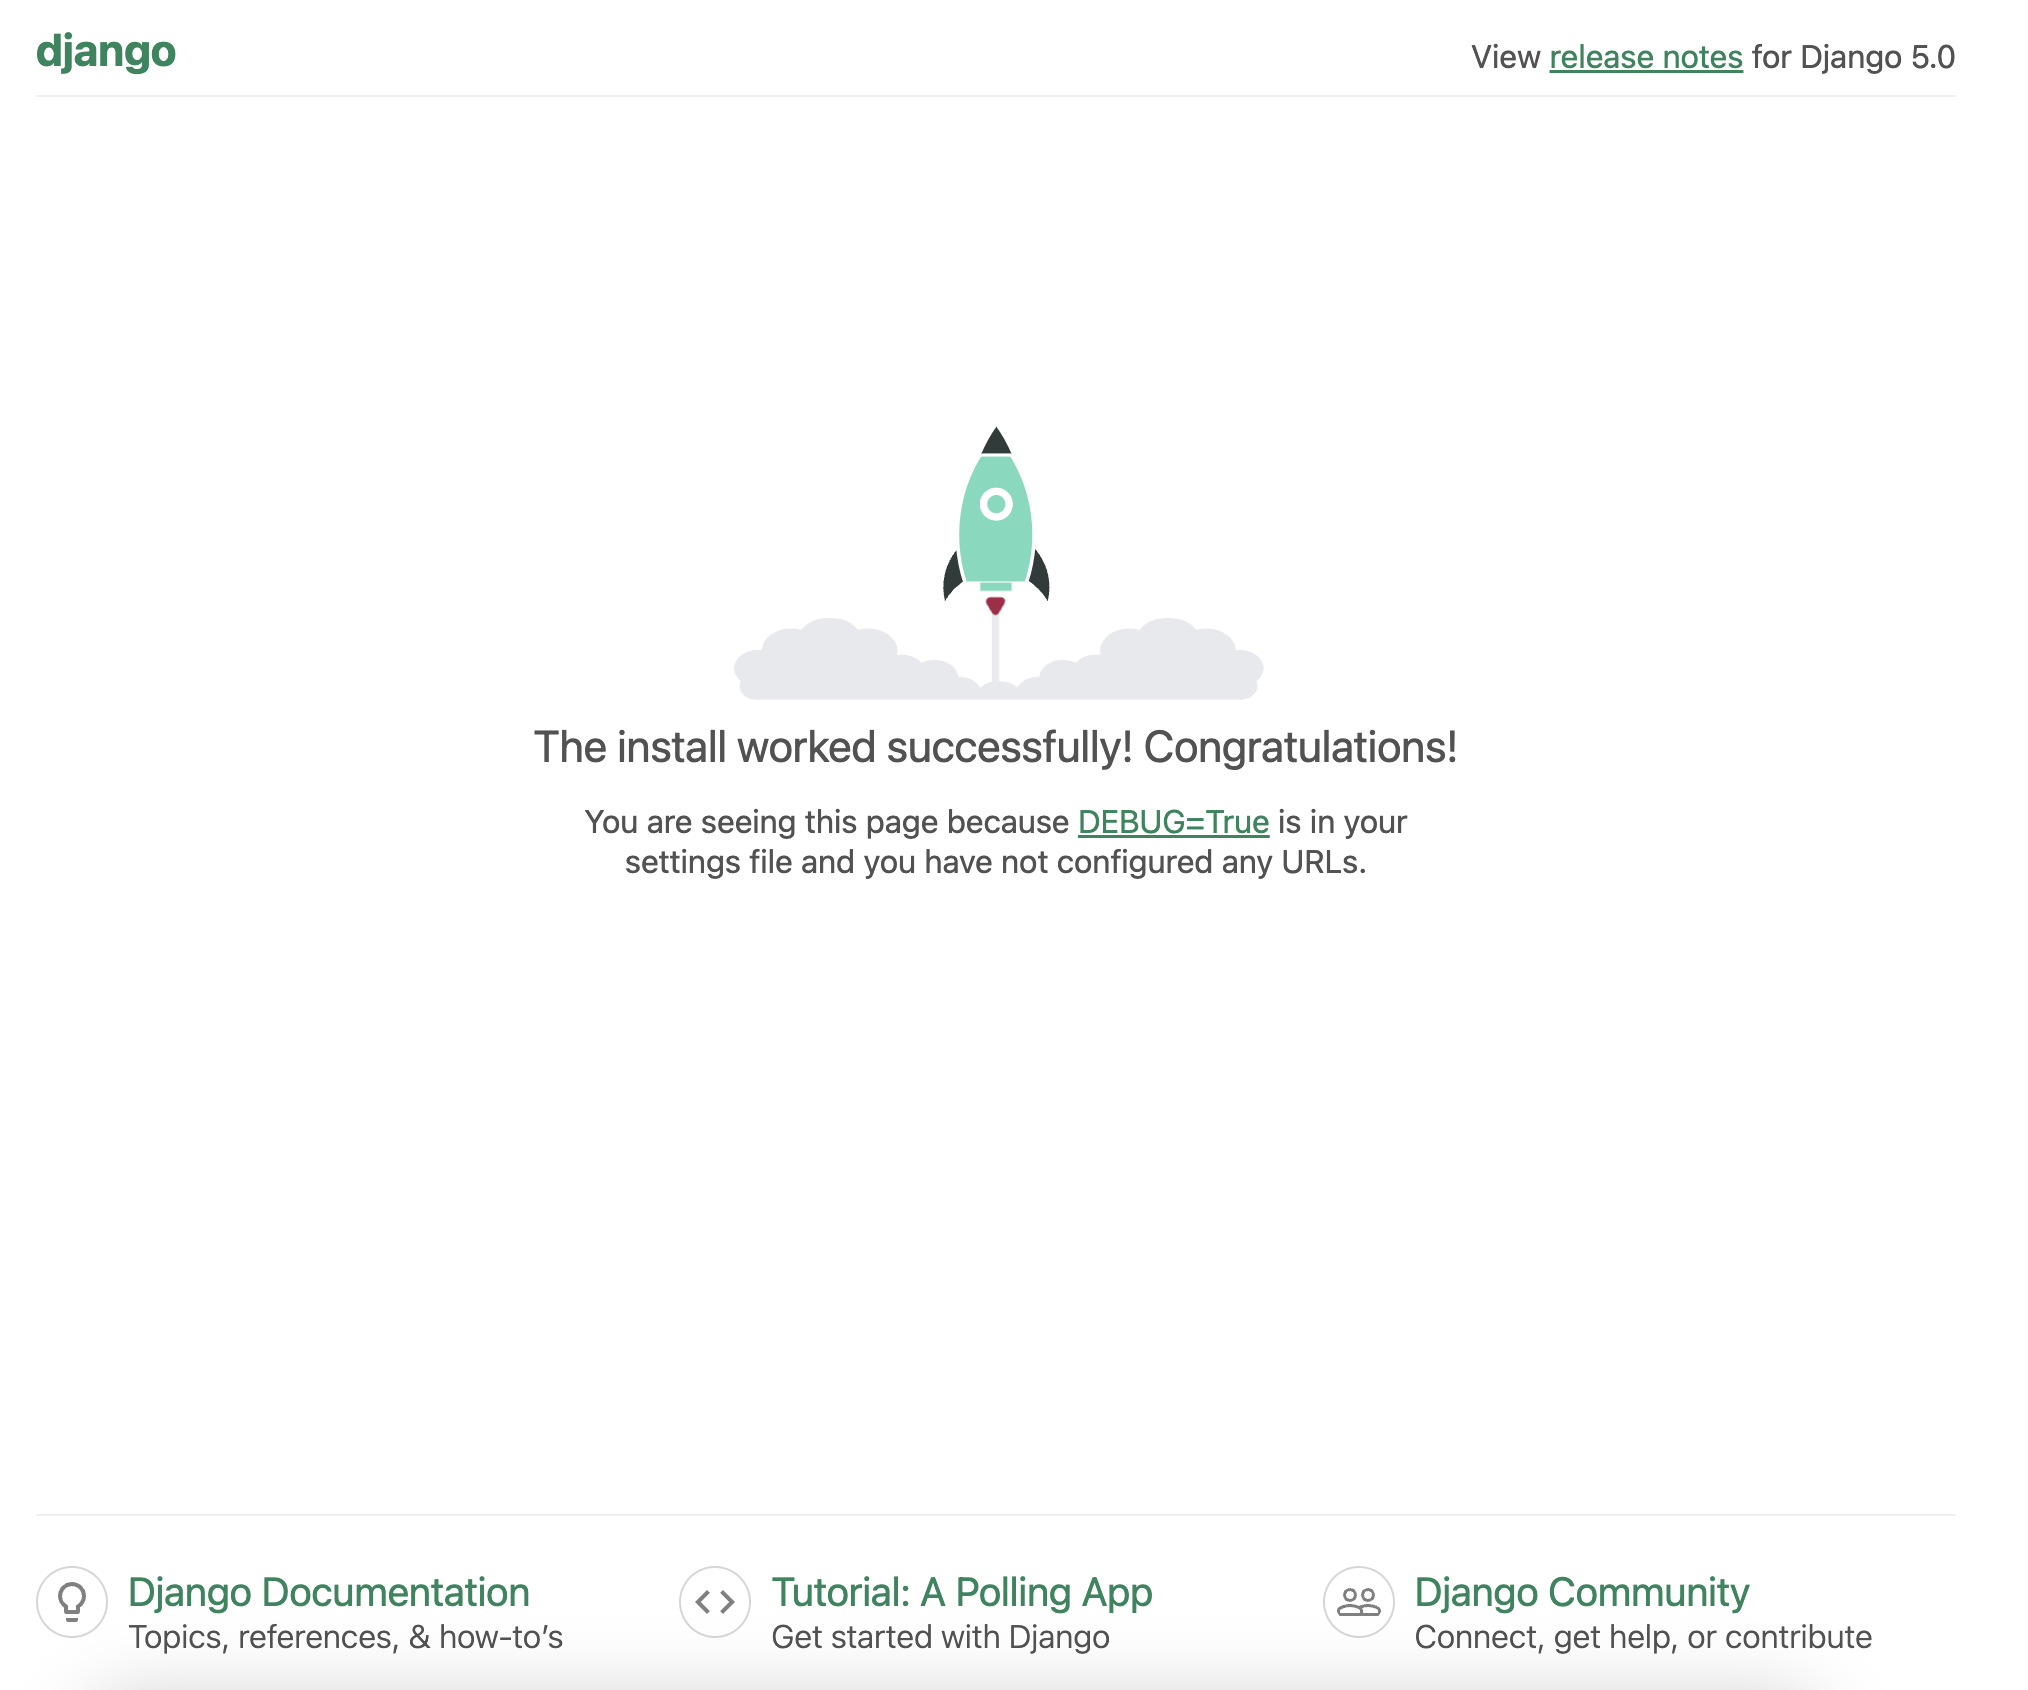 django
View release notes for Django 5.0
The install worked successfully! Congratulations!
You are seeing this page because DEBUG=True is in your
settings file and you have not configured any URLs.
Django Documentation
Topics, references, & how-to’s
Tutorial: A Polling App
Get started with Django
Django Community
Connect, get help, or contribute